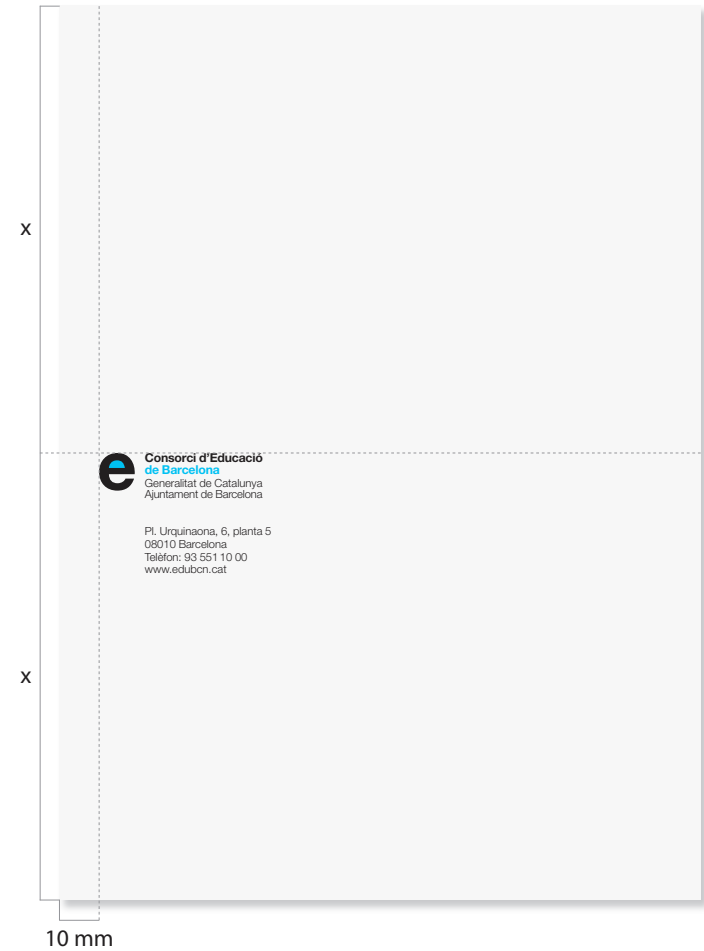 x
e Consorci d'Educació
de Barcelona
Generalitat de Catalunya
Ajuntament de Barcelona
Pl. Urquinaona, 6, planta 5
08010 Barcelona
Telèfon: 93 551 10 00
www.edubcn.cat
x
10 mm